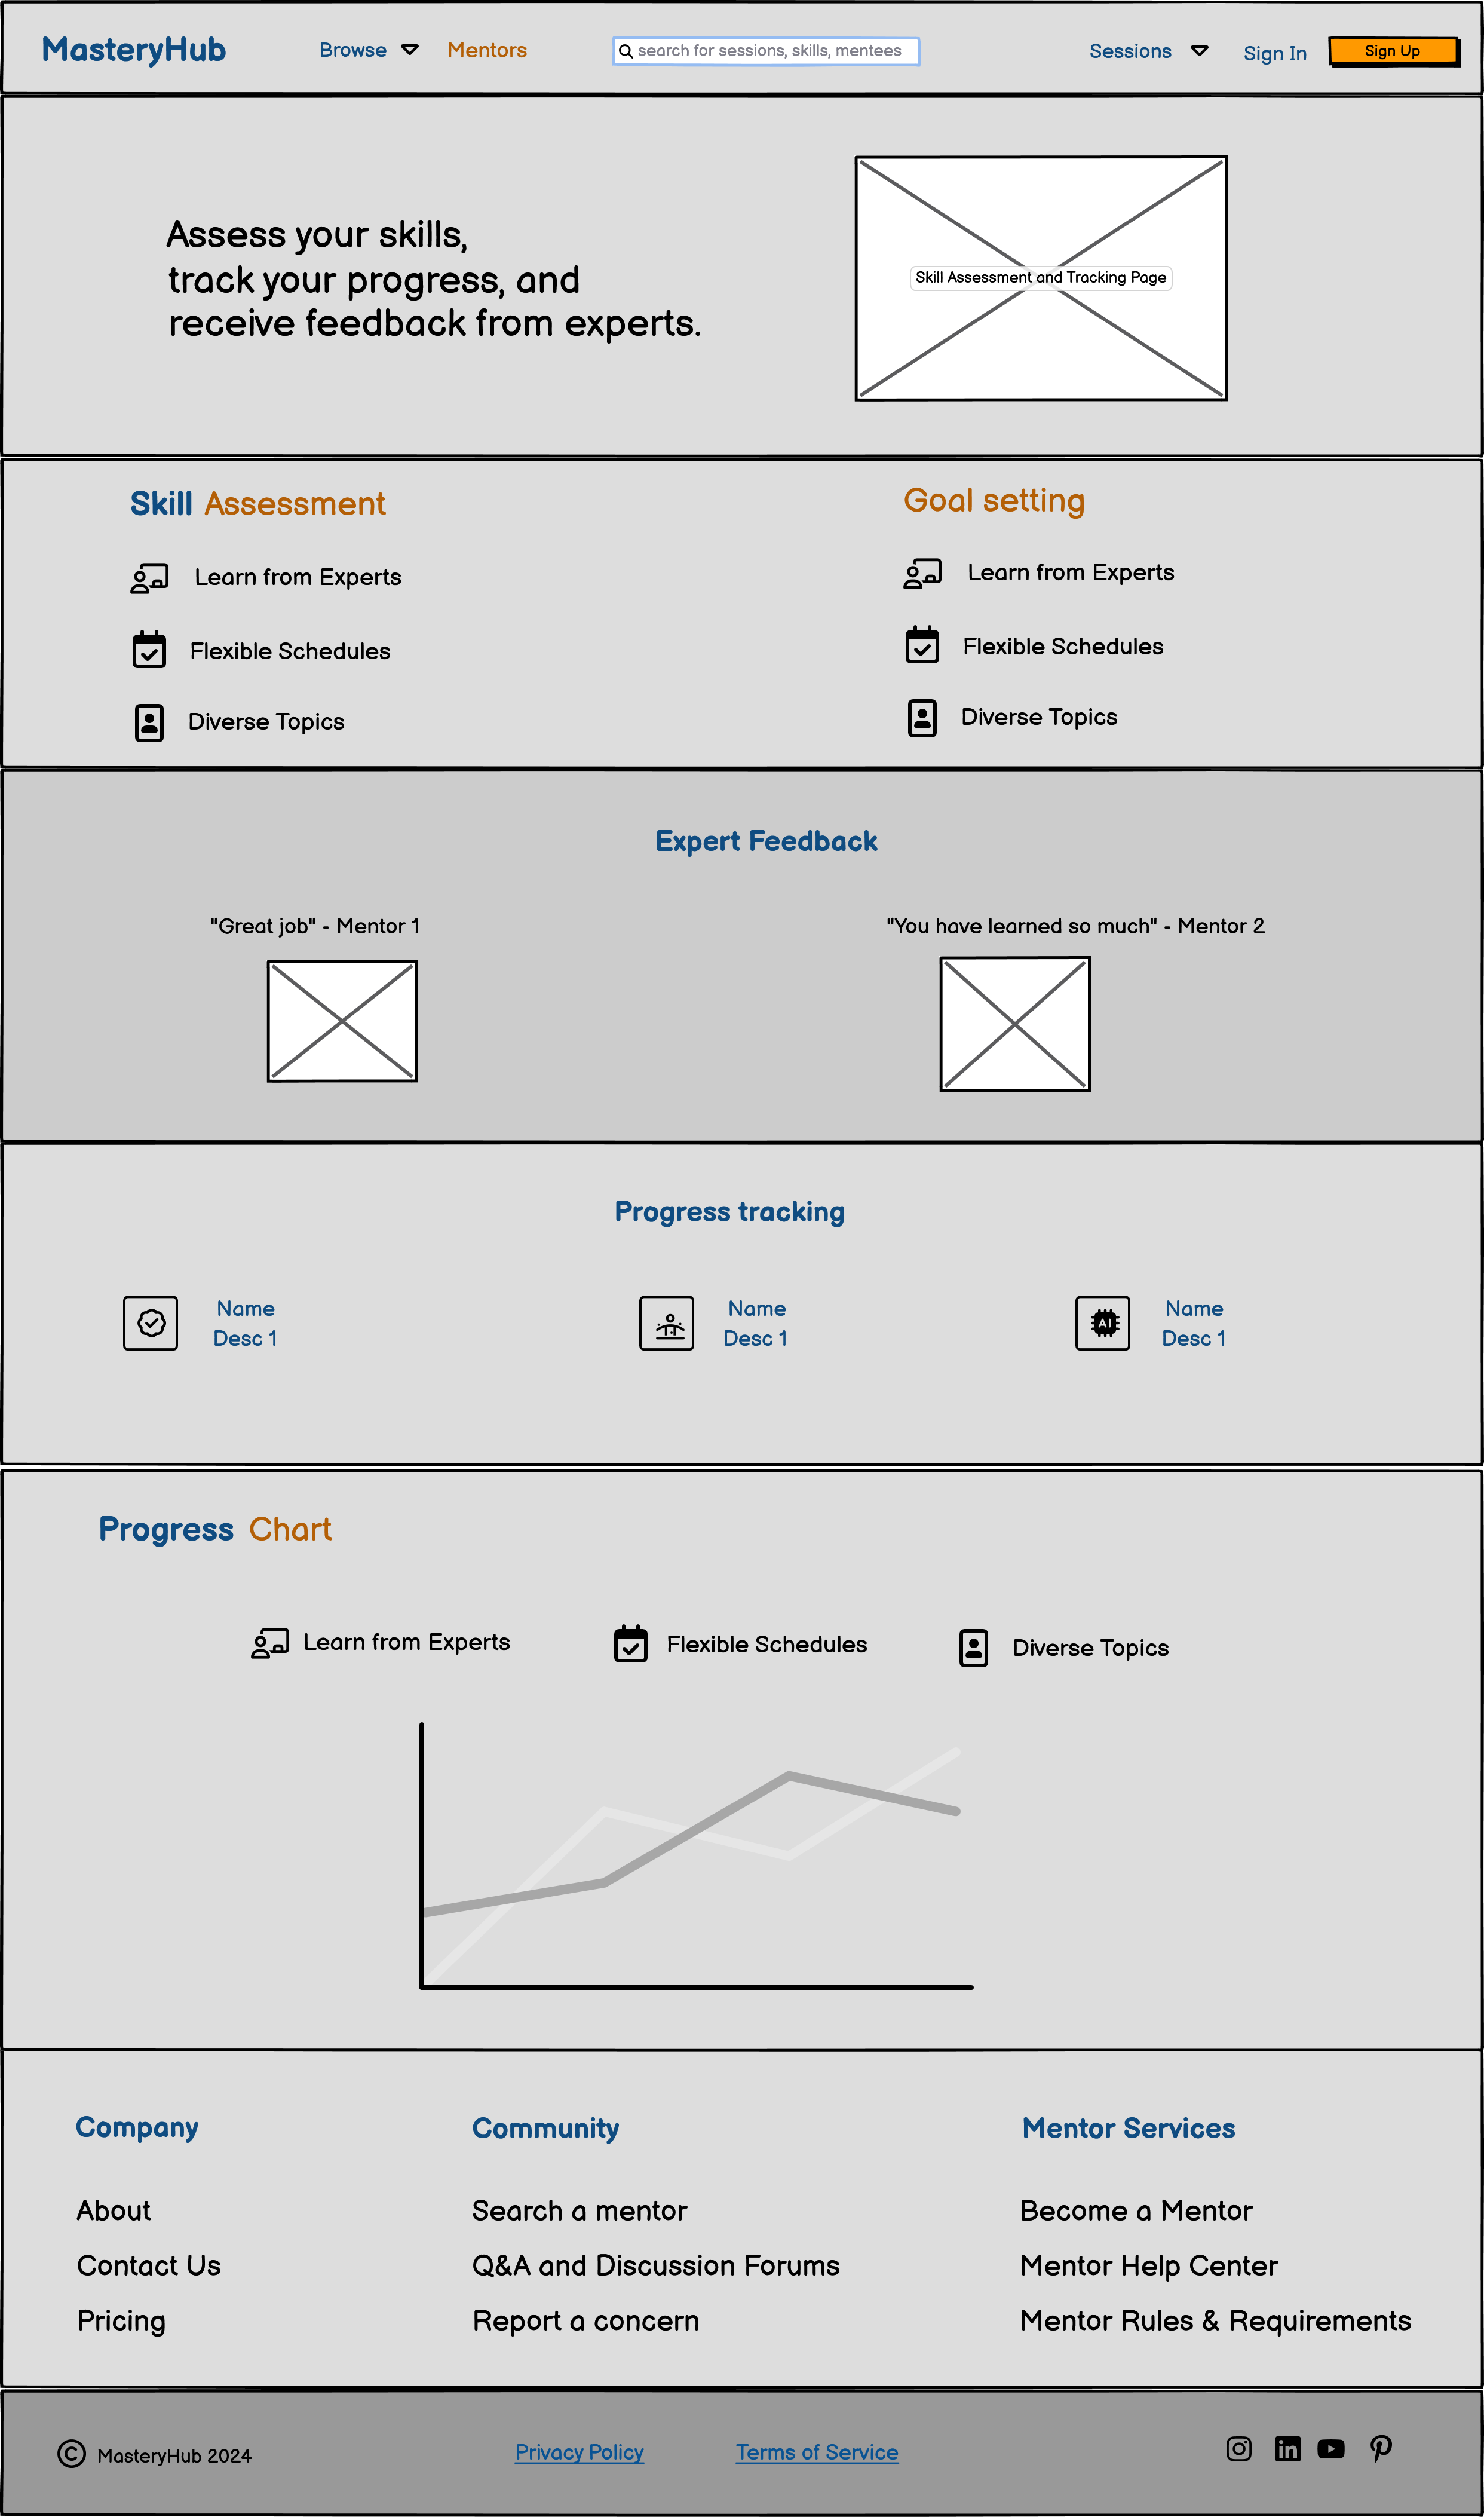 MasteryHub
Browse
Mentors
search for sessions, skills, mentees
Sessions
Sign In
Sign Up
Assess your skills,
track your progress, and
receive feedback from experts.
Skill Assessment and Tracking Page
Skill Assessment
Learn from Experts
Flexible Schedules
Diverse Topics
Goal setting
Learn from Experts
Flexible Schedules
Diverse Topics
Expert Feedback
"Great job" - Mentor 1
"You have learned so much" - Mentor 2
Progress tracking
Name
Desc 1
Name
Desc 1
AI
Name
Desc 1
Progress Chart
Learn from Experts
Flexible Schedules
Diverse Topics
Company
About
Contact Us
Pricing
Community
Search a mentor
Q&A and Discussion Forums
Report a concern
Mentor Services
Become a Mentor
Mentor Help Center
Mentor Rules & Requirements
© MasteryHub 2024
Privacy Policy
Terms of Service
in